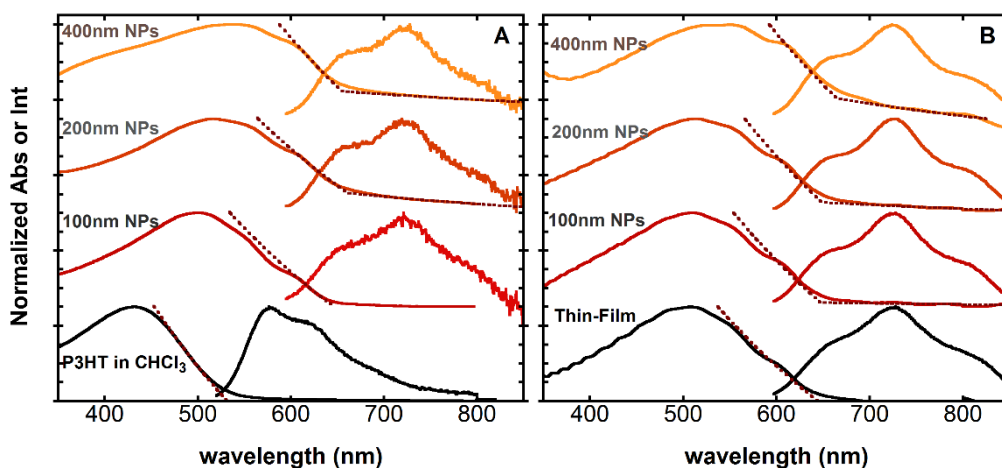 Normalized Abs or Int
A
400nm NPs
200nm NPs
100nm NPs
P3HT in CHCl₃
400 500 600 700 800
wavelength (nm)
B
400nm NPs
200nm NPs
100nm NPs
Thin-Film
400 500 600 700 800
wavelength (nm)